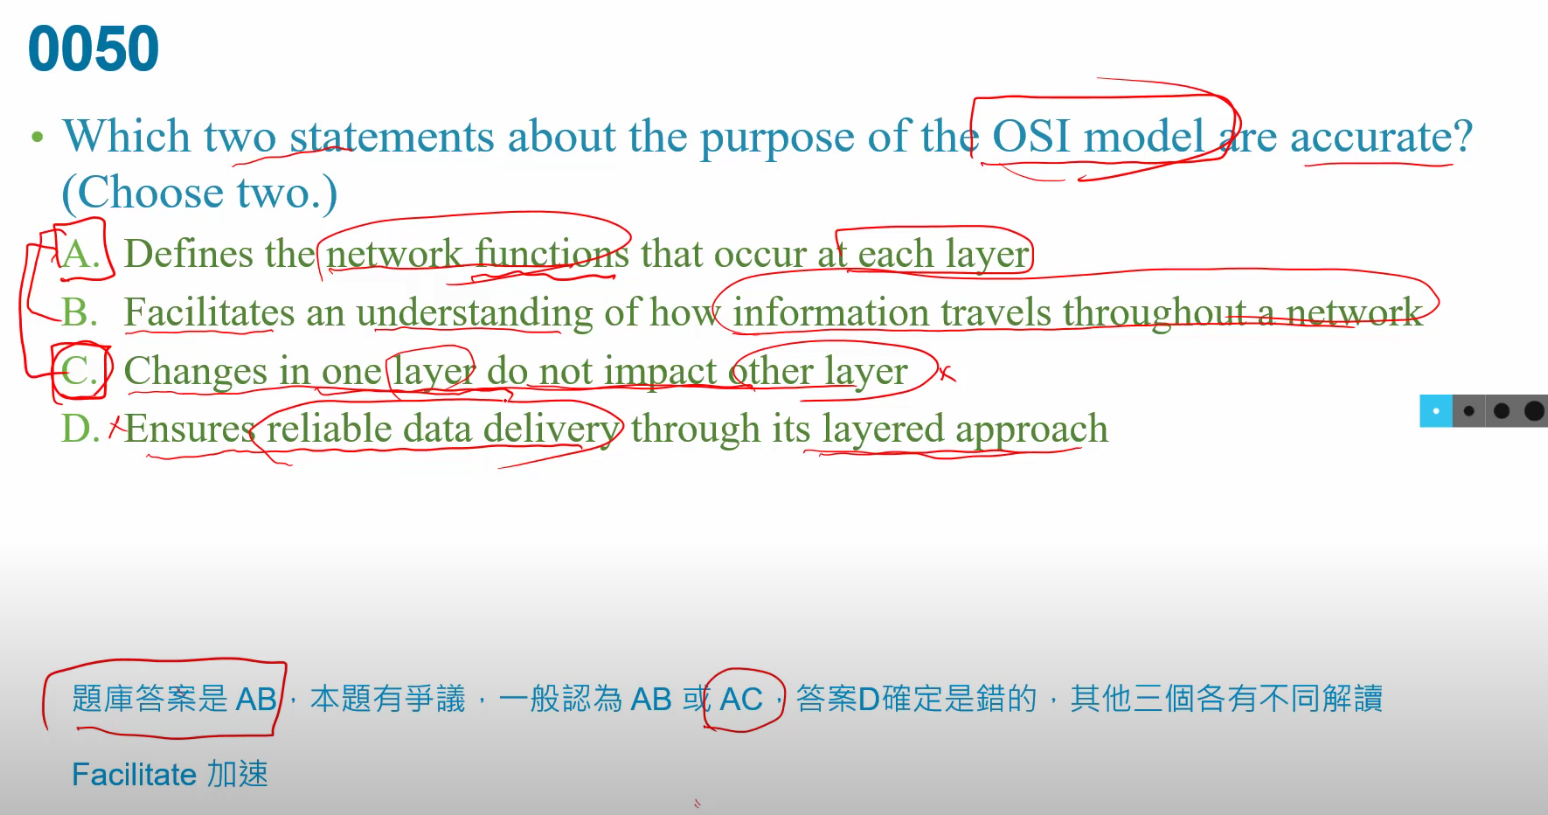 0050
• Which two statements about the purpose of the OSI model are accurate?
(Choose two.)
A. Defines the network functions that occur at each layer
B. Facilitates an understanding of how information travels throughout a network
C. Changes in one layer do not impact other layer
D. Ensures reliable data delivery through its layered approach
題庫答案是 AB，本題有爭議，一般認為 AB 或 AC，答案D確定是錯的，其他三個各有不同解讀
Facilitate 加速